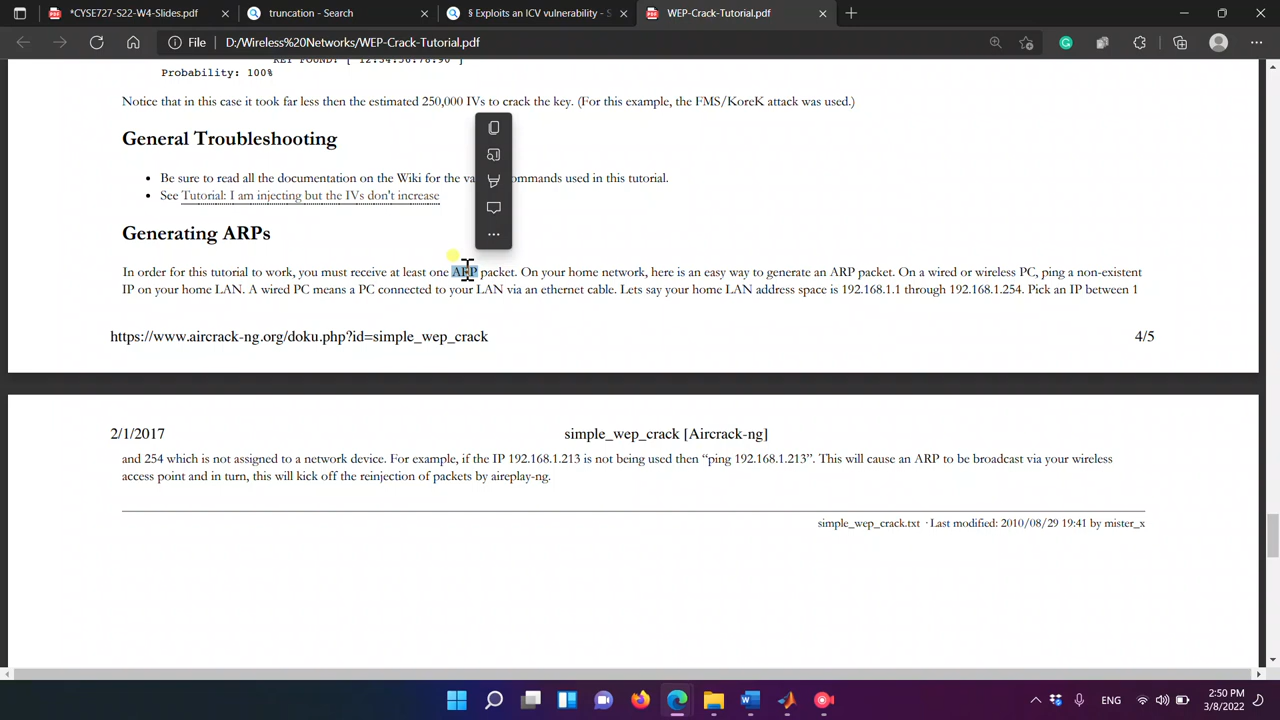 *CYSE727-S22-W4-Slides.pdf
truncation - Search
§ Exploits an ICV vulnerability - S
WEP-Crack-Tutorial.pdf
File
D:/Wireless%20Networks/WEP-Crack-Tutorial.pdf
KEY FOUND! [ 12:34:56:78:90 ]
Probability: 100%
Notice that in this case it took far less then the estimated 250,000 IVs to crack the key. (For this example, the FMS/KoreK attack was used.)
General Troubleshooting
• Be sure to read all the documentation on the Wiki for the va ommands used in this tutorial.
• See Tutorial: I am injecting but the IVs don't increase
Generating ARPs
In order for this tutorial to work, you must receive at least one ARP packet. On your home network, here is an easy way to generate an ARP packet. On a wired or wireless PC, ping a non-existent
IP on your home LAN. A wired PC means a PC connected to your LAN via an ethernet cable. Lets say your home LAN address space is 192.168.1.1 through 192.168.1.254. Pick an IP between 1
https://www.aircrack-ng.org/doku.php?id=simple_wep_crack 4/5
2/1/2017 simple_wep_crack [Aircrack-ng]
and 254 which is not assigned to a network device. For example, if the IP 192.168.1.213 is not being used then “ping 192.168.1.213”. This will cause an ARP to be broadcast via your wireless
access point and in turn, this will kick off the reinjection of packets by aireplay-ng.
simple_wep_crack.txt · Last modified: 2010/08/29 19:41 by mister_x
ENG
2:50 PM
3/8/2022